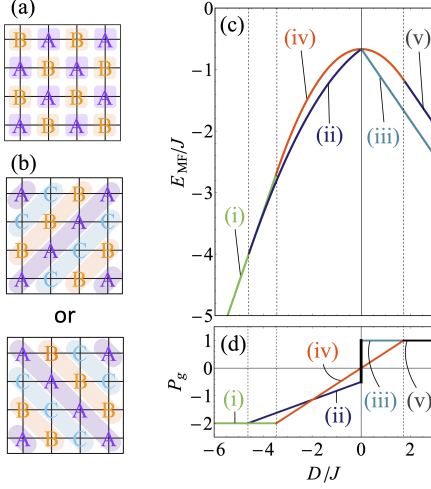 (a)
B A B A
A B A B
B A B A
A B A B
(b)
A C B A
C B A C
B A C B
A C B A
or
A B C A
C A B C
B C A B
A B C A
(c)
0
−1
−2
−3
−4
−5
E_MF/J
(i)
(ii)
(iii)
(iv)
(v)
(d)
1
0
−1
−2
P_g
(i)
(ii)
(iii)
(iv)
(v)
−6 −4 −2 0 2
D/J